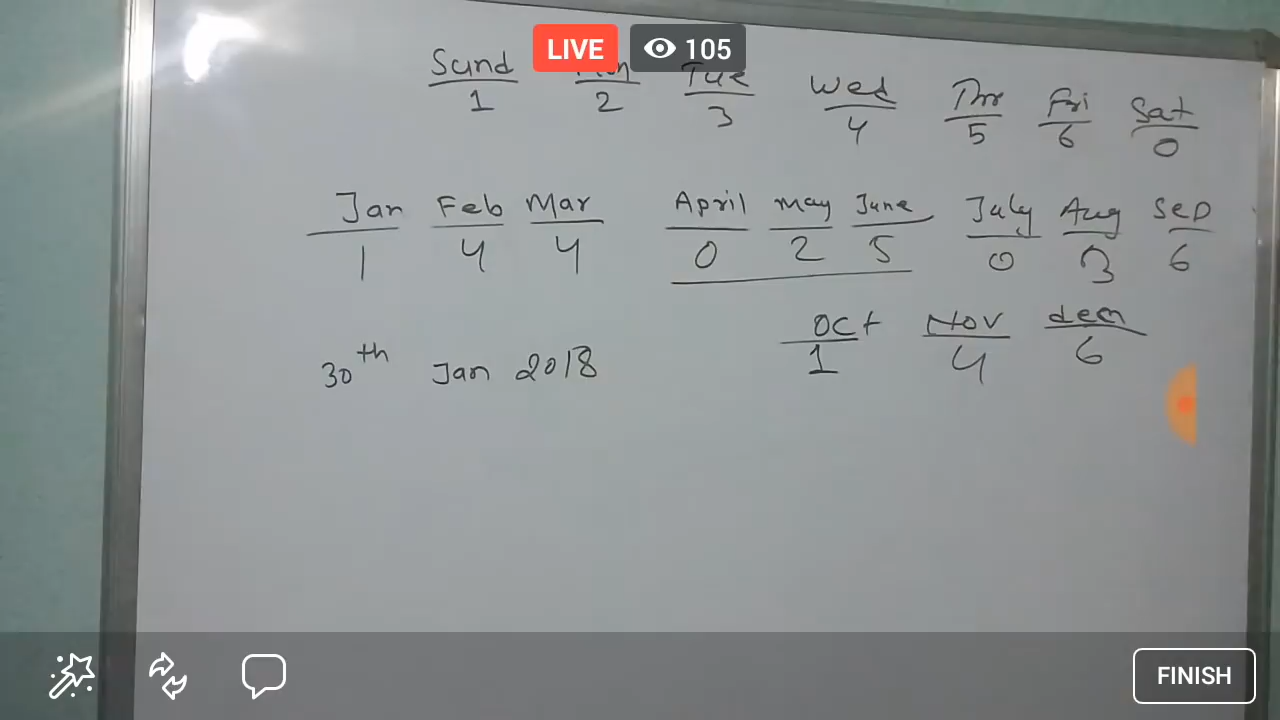 LIVE 105
Sund Mon Tue Wed Thr Fri Sat
1 2 3 4 5 6 0
Jan Feb Mar April May June July Aug Sep
1 4 4 0 2 5 0 3 6
Oct Nov dem
1 4 6
30th Jan 2018
FINISH